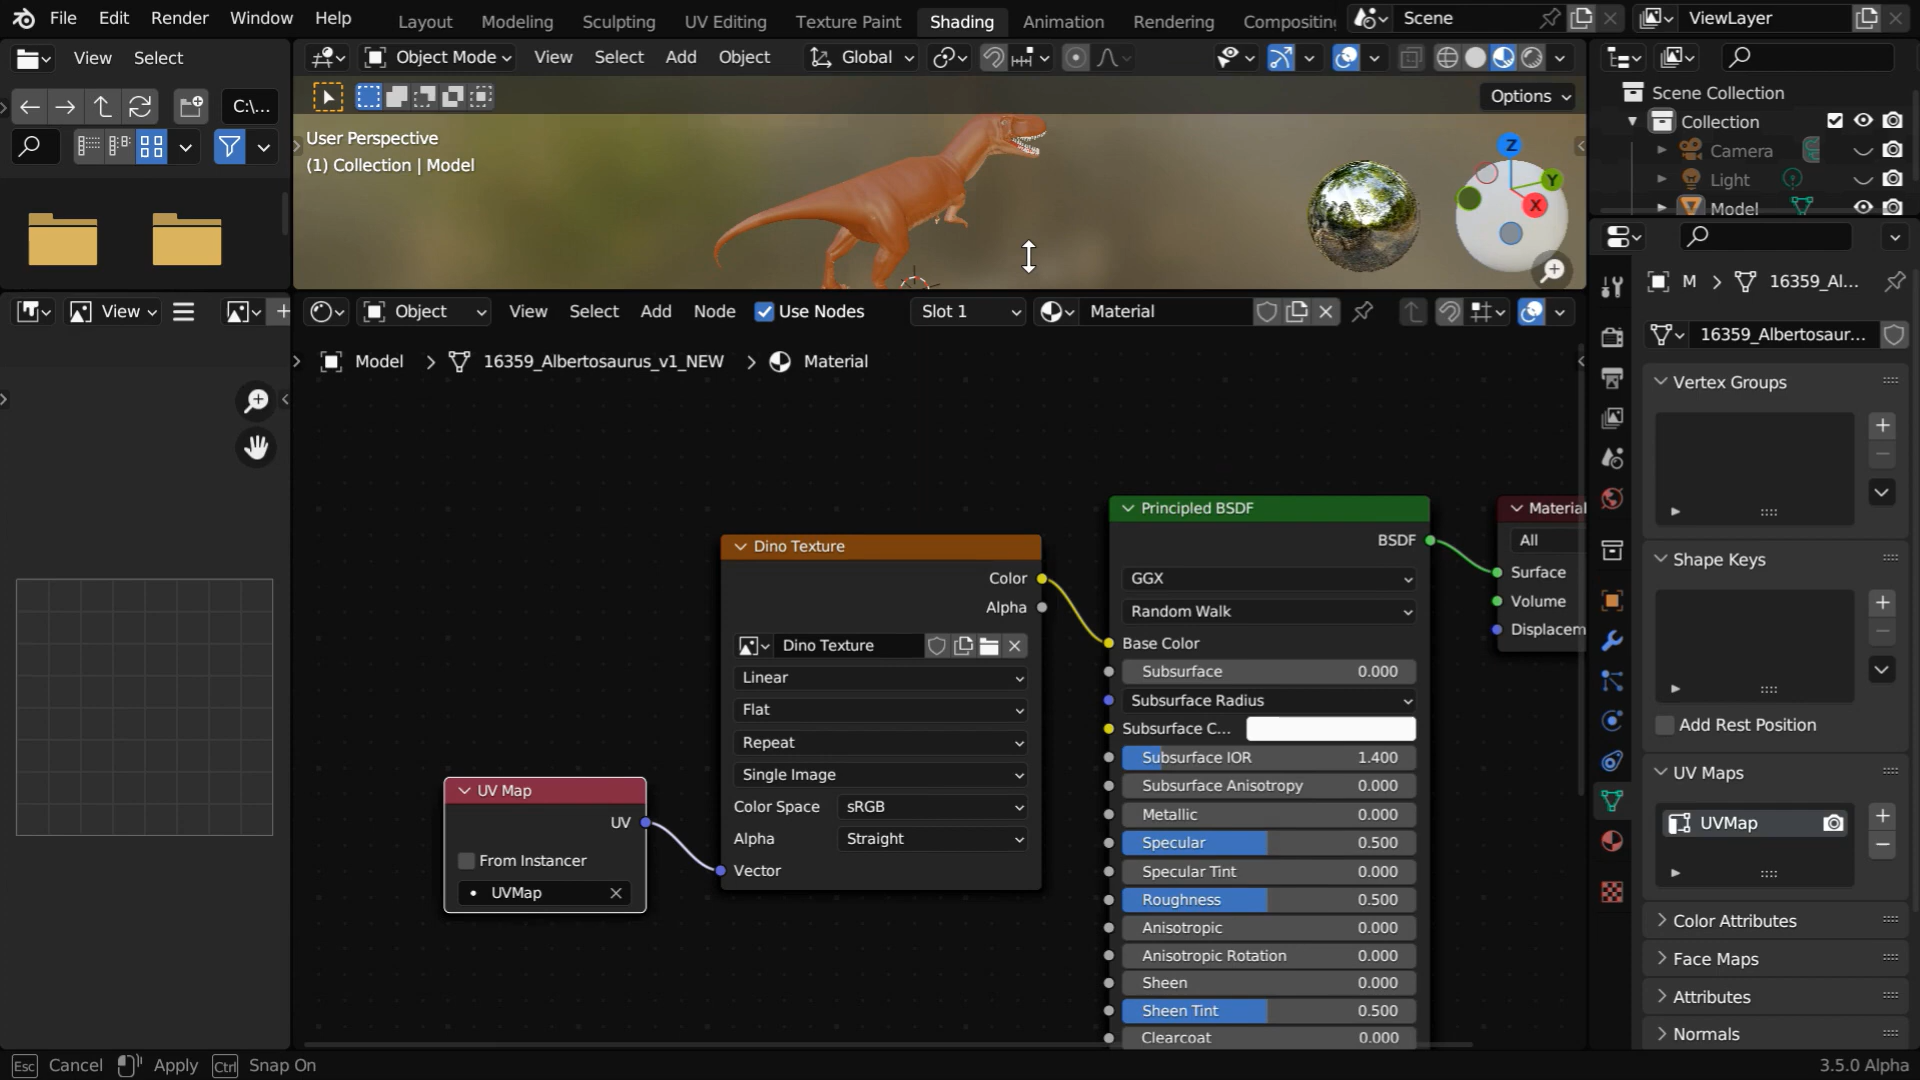 File Edit Render Window Help Layout Modeling Sculpting UV Editing Texture Paint Shading Animation Rendering Scene ViewLayer
View Select
Object Mode View Select Add Object Global
C:\...
Options
User Perspective
(1) Collection | Model
Z
Y
X
Scene Collection
Collection
Camera
Light
Model
View
Object View Select Add Node Use Nodes Slot 1 Material
Model > 16359_Albertosaurus_v1_NEW > Material
Dino Texture
Color
Alpha
Dino Texture
Linear
Flat
Repeat
Single Image
Color Space sRGB
Alpha Straight
Vector
UV Map
UV
From Instancer
UVMap
Principled BSDF
BSDF
GGX
Random Walk
Base Color
Subsurface 0.000
Subsurface Radius
Subsurface C...
Subsurface IOR 1.400
Subsurface Anisotropy 0.000
Metallic 0.000
Specular 0.500
Specular Tint 0.000
Roughness 0.500
Anisotropic 0.000
Anisotropic Rotation 0.000
Sheen 0.000
Sheen Tint 0.500
Clearcoat 0.000
Material
All
Surface
Volume
Displacem
M > 16359_Al...
16359_Albertosaur...
Vertex Groups
Shape Keys
Add Rest Position
UV Maps
UVMap
Color Attributes
Face Maps
Attributes
Normals
Esc Cancel Apply Ctrl Snap On
3.5.0 Alpha